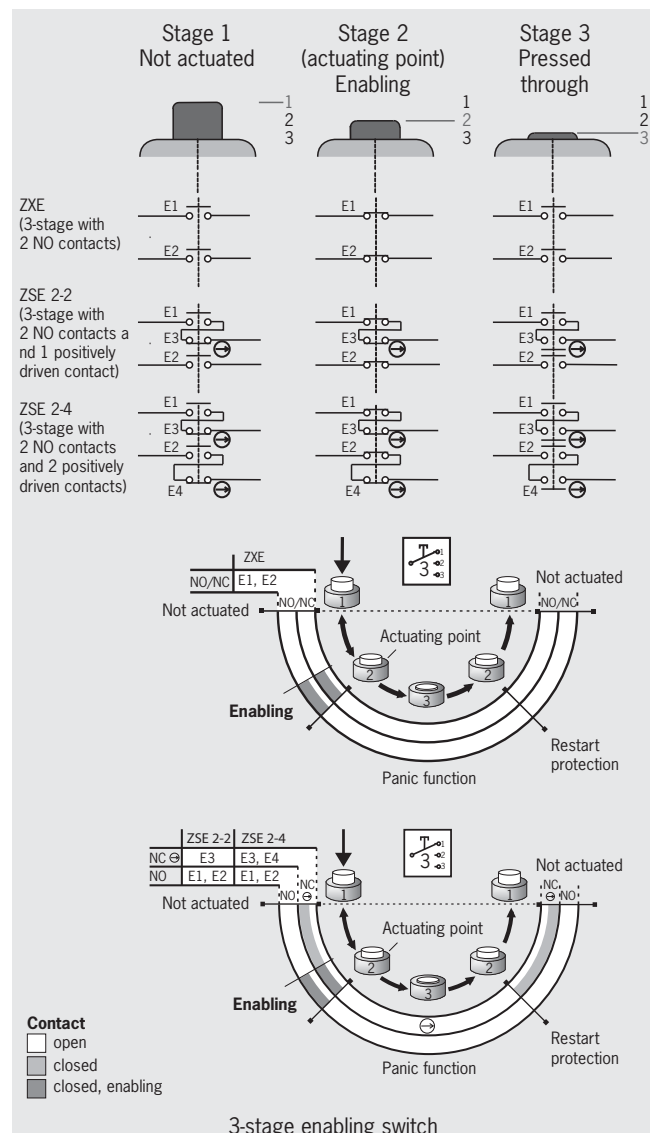 Stage 1
Not actuated
Stage 2
(actuating point)
Enabling
Stage 3
Pressed
through
1
2
3
1
2
3
1
2
3
ZXE
(3-stage with
2 NO contacts)
E1
E2
E1
E2
E1
E2
ZSE 2-2
(3-stage with
2 NO contacts a
nd 1 positively
driven contact)
E1
E3
E2
E1
E3
E2
E1
E3
E2
ZSE 2-4
(3-stage with
2 NO contacts
and 2 positively
driven contacts)
E1
E3
E2
E4
E1
E3
E2
E4
E1
E3
E2
E4
ZXE
NO/NC E1, E2
Not actuated NO/NC
1
3 1 2 3
1
Not actuated
NO/NC
Actuating point
2
3
2
Enabling
Restart
protection
Panic function
ZSE 2-2 ZSE 2-4
NC E3 E3, E4
NO E1, E2 E1, E2
Not actuated NO NC
1
3 1 2 3
1
Not actuated
NC NO
Actuating point
2
3
2
Enabling
Restart
protection
Panic function
Contact
open
closed
closed, enabling
3-stage enabling switch